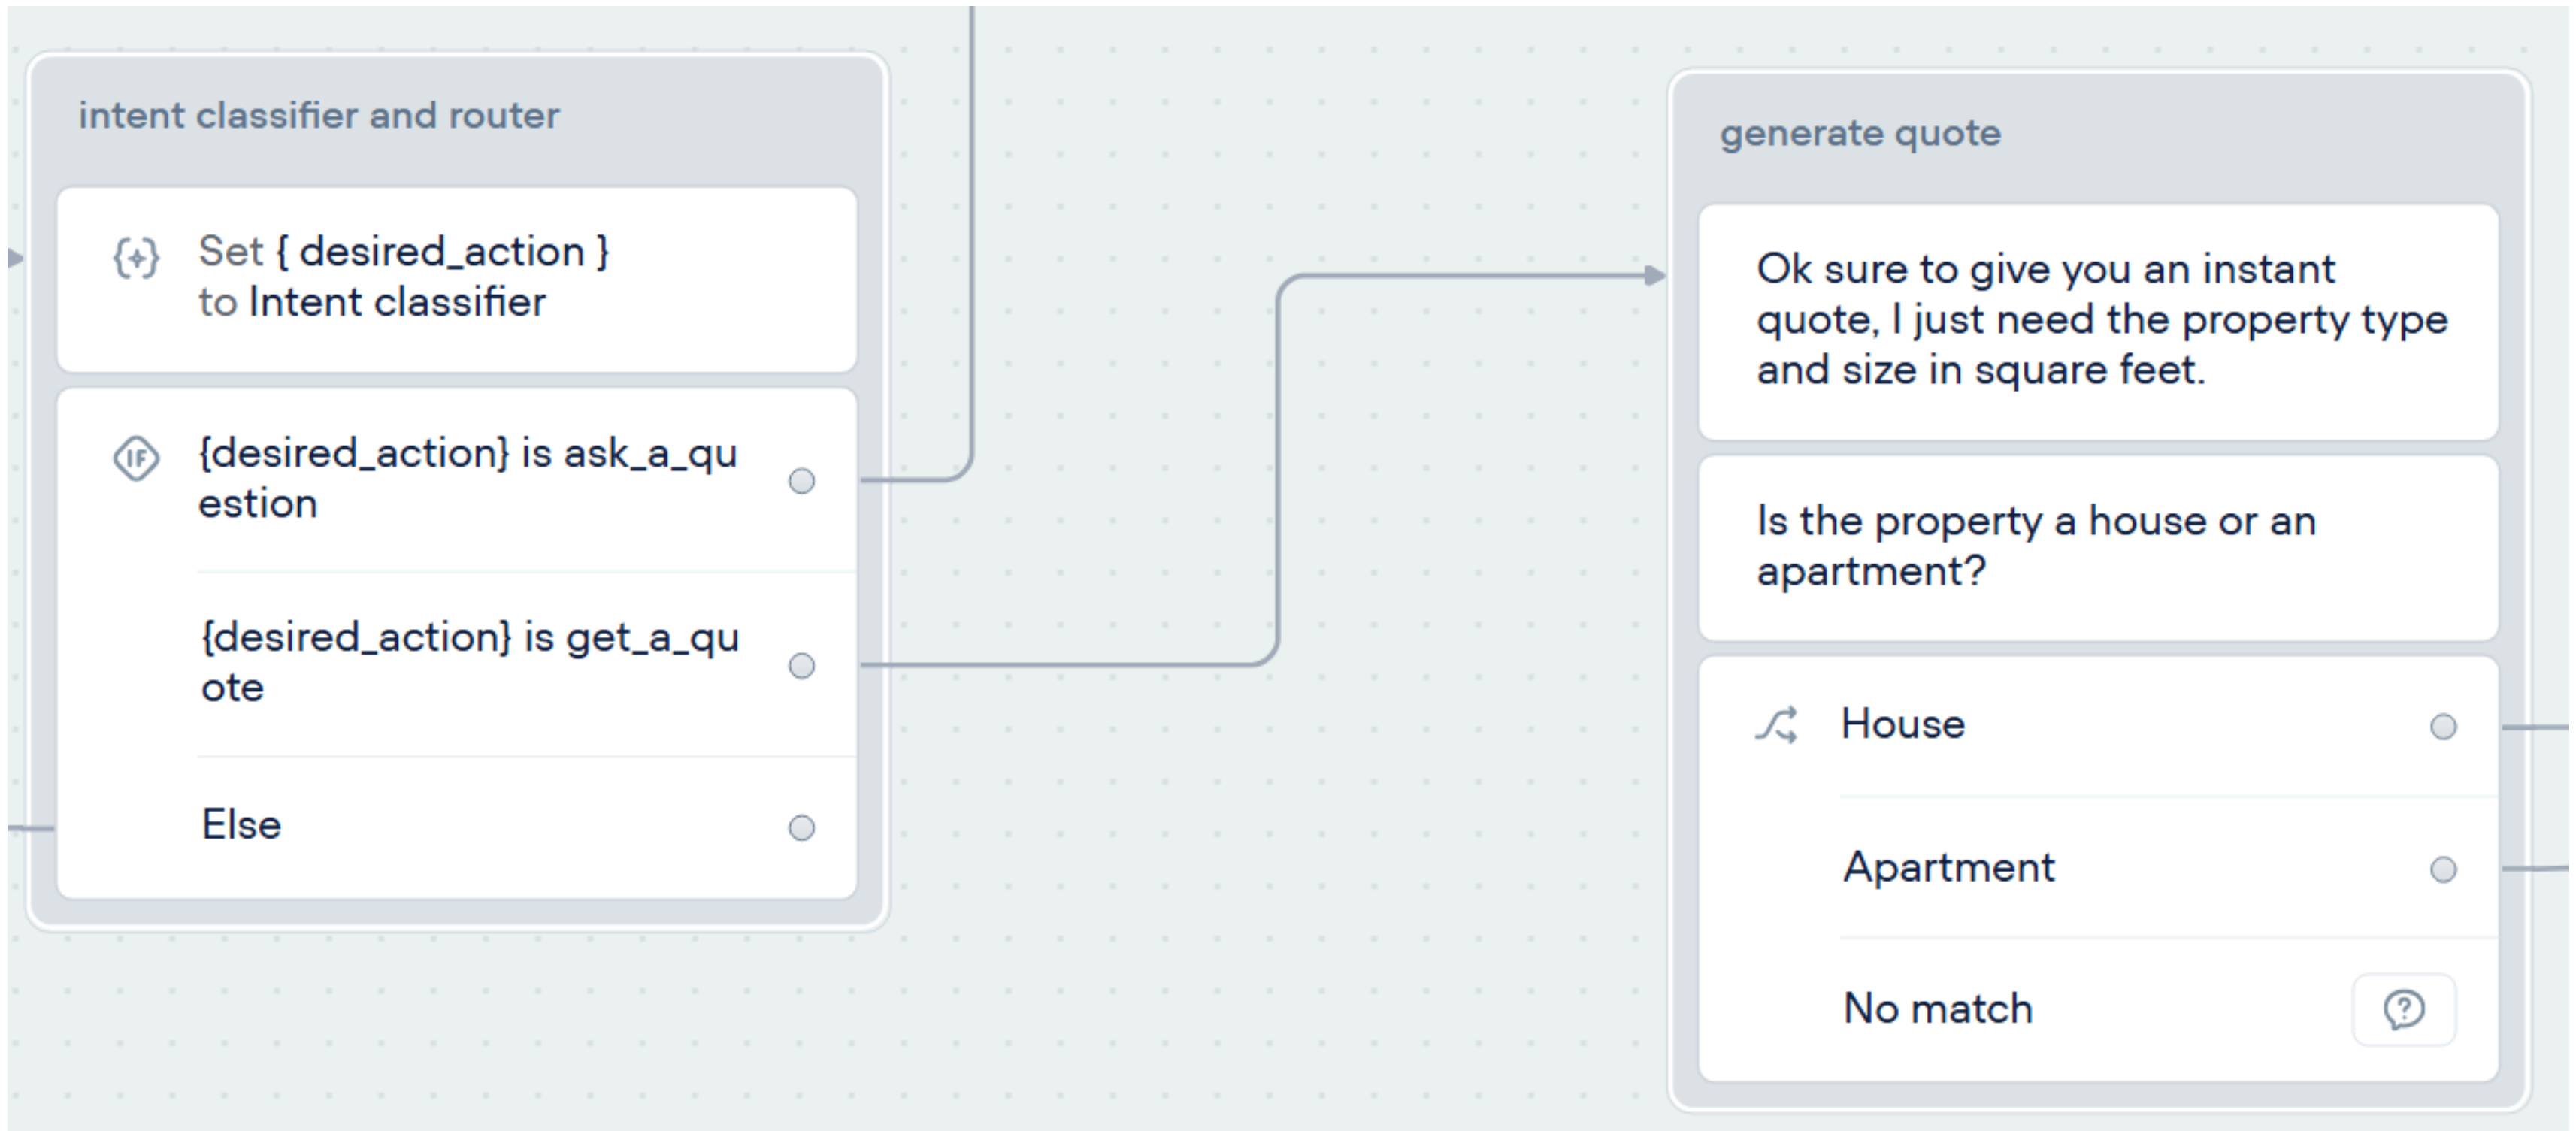 intent classifier and router
Set { desired_action }
to Intent classifier
IF
{desired_action} is ask_a_qu
estion
{desired_action} is get_a_qu
ote
Else
generate quote
Ok sure to give you an instant
quote, I just need the property type
and size in square feet.
Is the property a house or an
apartment?
House
Apartment
No match
?